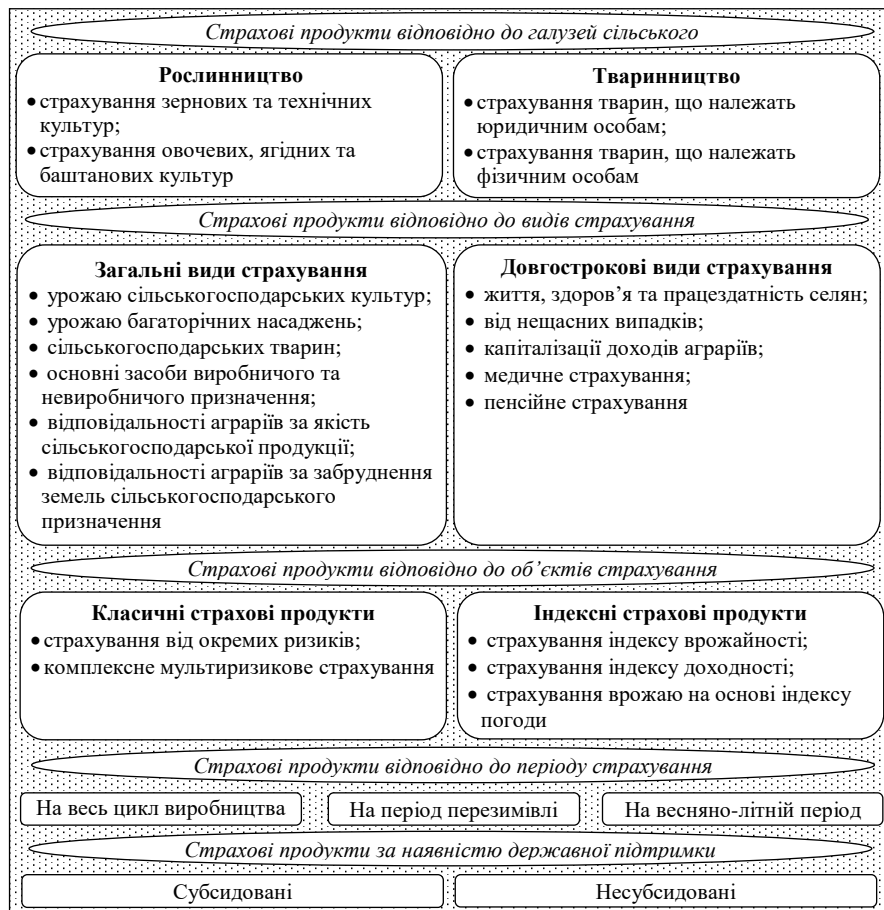 Страхові продукти відповідно до галузей сільського
Рослинництво
• страхування зернових та технічних
культур;
• страхування овочевих, ягідних та
баштанових культур
Тваринництво
• страхування тварин, що належать
юридичним особам;
• страхування тварин, що належать
фізичним особам
Страхові продукти відповідно до видів страхування
Загальні види страхування
• урожаю сільськогосподарських культур;
• урожаю багаторічних насаджень;
• сільськогосподарських тварин;
• основні засоби виробничого та
невиробничого призначення;
• відповідальності аграріїв за якість
сільськогосподарської продукції;
• відповідальності аграріїв за забруднення
земель сільськогосподарського
призначення
Довгострокові види страхування
• життя, здоров’я та працездатність селян;
• від нещасних випадків;
• капіталізації доходів аграріїв;
• медичне страхування;
• пенсійне страхування
Страхові продукти відповідно до об’єктів страхування
Класичні страхові продукти
• страхування від окремих ризиків;
• комплексне мультиризикове страхування
Індексні страхові продукти
• страхування індексу врожайності;
• страхування індексу доходності;
• страхування врожаю на основі індексу
погоди
Страхові продукти відповідно до періоду страхування
На весь цикл виробництва
На період перезимівлі
На весняно-літній період
Страхові продукти за наявністю державної підтримки
Субсидовані
Несубсидовані